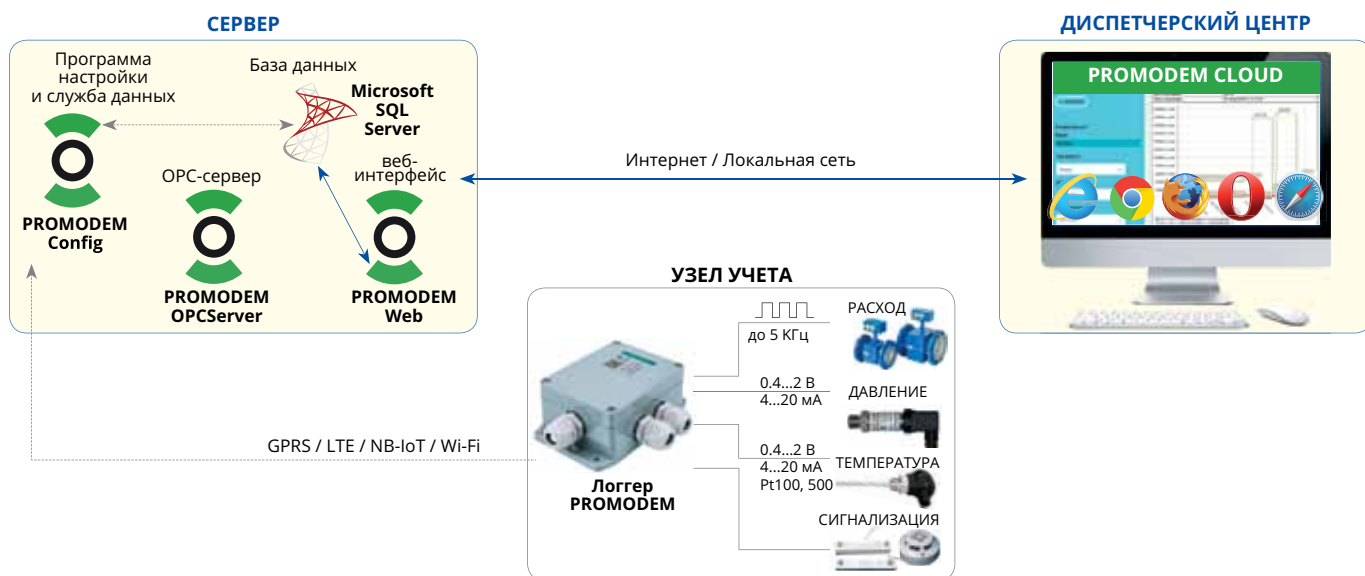 СЕРВЕР
Программа
настройки
и служба данных
База данных
Microsoft
SQL
Server
PROMODEM
Config
OPC-сервер
PROMODEM
OPCServer
веб-
интерфейс
PROMODEM
Web
Интернет / Локальная сеть
ДИСПЕТЧЕРСКИЙ ЦЕНТР
PROMODEM CLOUD
GPRS / LTE / NB-IoT / Wi-Fi
УЗЕЛ УЧЕТА
Логгер
PROMODEM
до 5 КГц
РАСХОД
0.4...2 В
4...20 мА
ДАВЛЕНИЕ
0.4...2 В
4...20 мА
Pt100, 500
ТЕМПЕРАТУРА
СИГНАЛИЗАЦИЯ